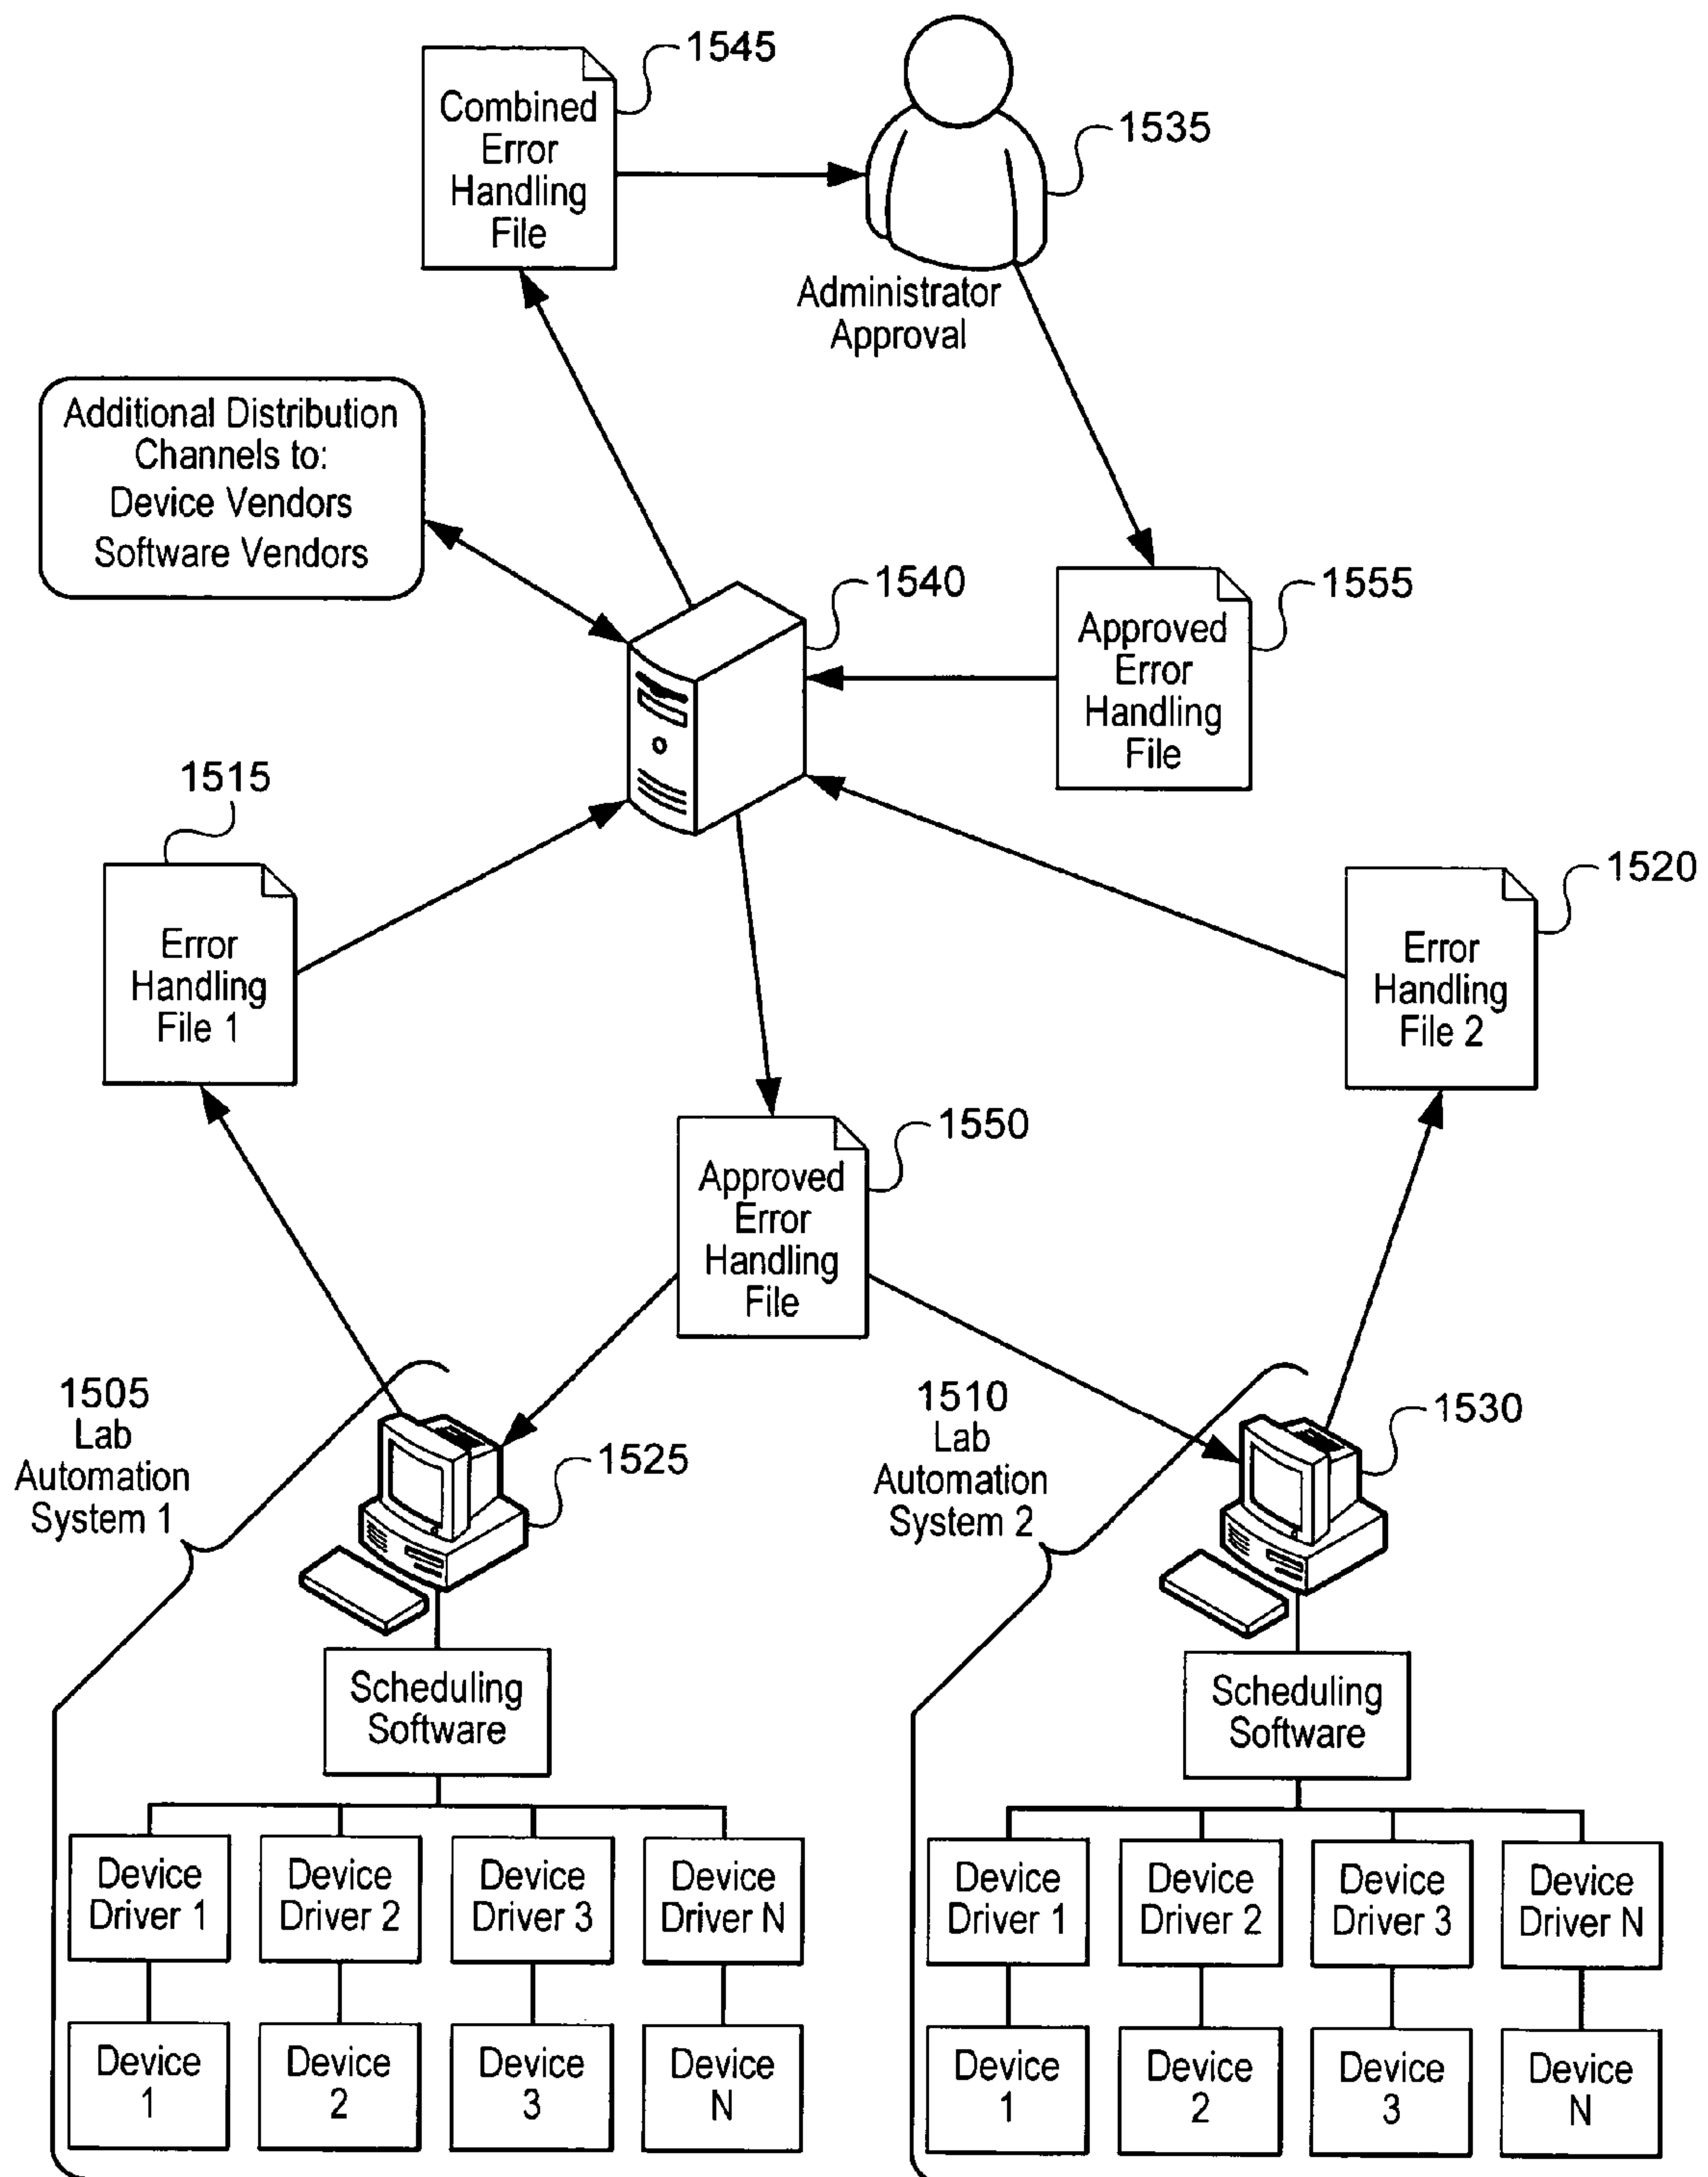 1545
Combined
Error
Handling
File
1535
Administrator
Approval
Additional Distribution
Channels to:
Device Vendors
Software Vendors
1540
1555
Approved
Error
Handling
File
1515
Error
Handling
File 1
1520
Error
Handling
File 2
1550
Approved
Error
Handling
File
1505
Lab
Automation
System 1
1525
1510
Lab
Automation
System 2
1530
Scheduling
Software
Scheduling
Software
Device
Driver 1
Device
Driver 2
Device
Driver 3
Device
Driver N
Device
Driver 1
Device
Driver 2
Device
Driver 3
Device
Driver N
Device
1
Device
2
Device
3
Device
N
Device
1
Device
2
Device
3
Device
N